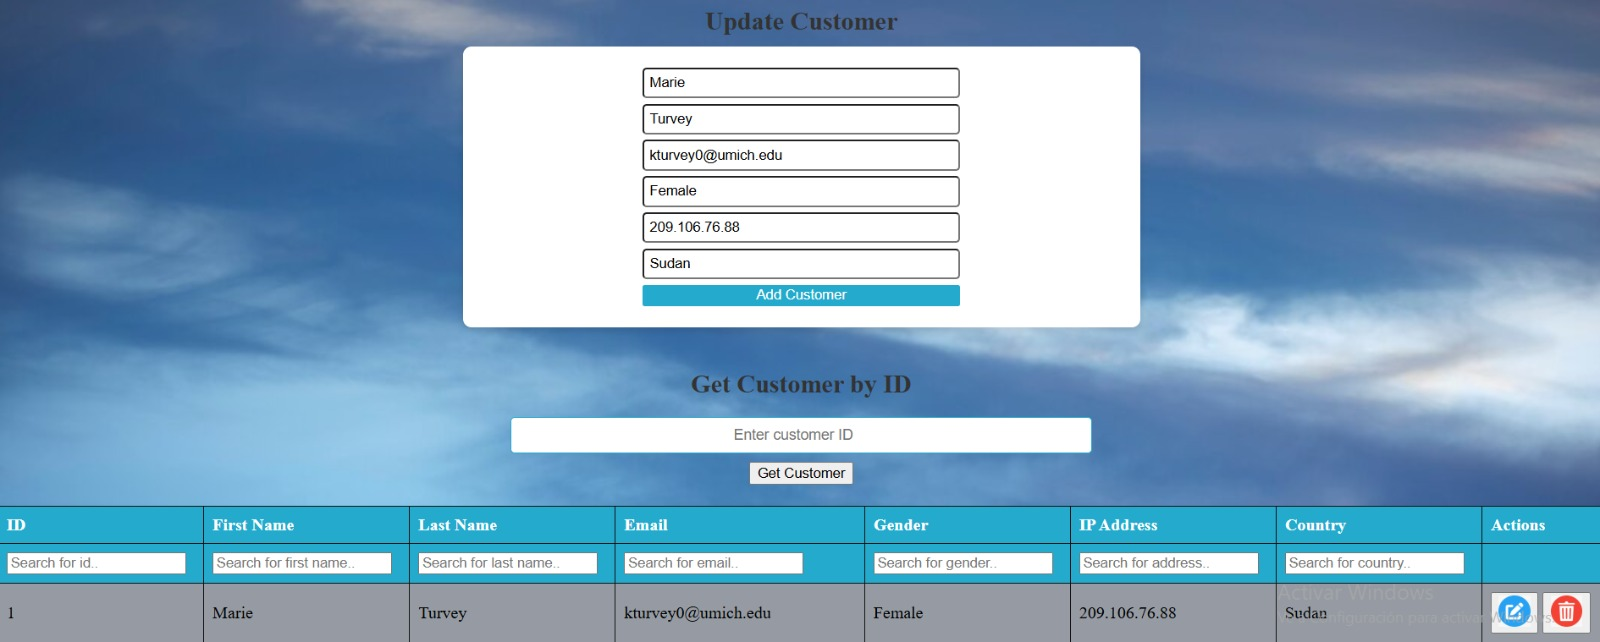 Update Customer
Marie
Turvey
kturvey0@umich.edu
Female
209.106.76.88
Sudan
Add Customer
Get Customer by ID
Enter customer ID
Get Customer
ID First Name Last Name Email Gender IP Address Country Actions
Search for id.. Search for first name.. Search for last name.. Search for email.. Search for gender.. Search for address.. Search for country..
1 Marie Turvey kturvey0@umich.edu Female 209.106.76.88 Sudan
Activar Windows
configuración para activar Windows.